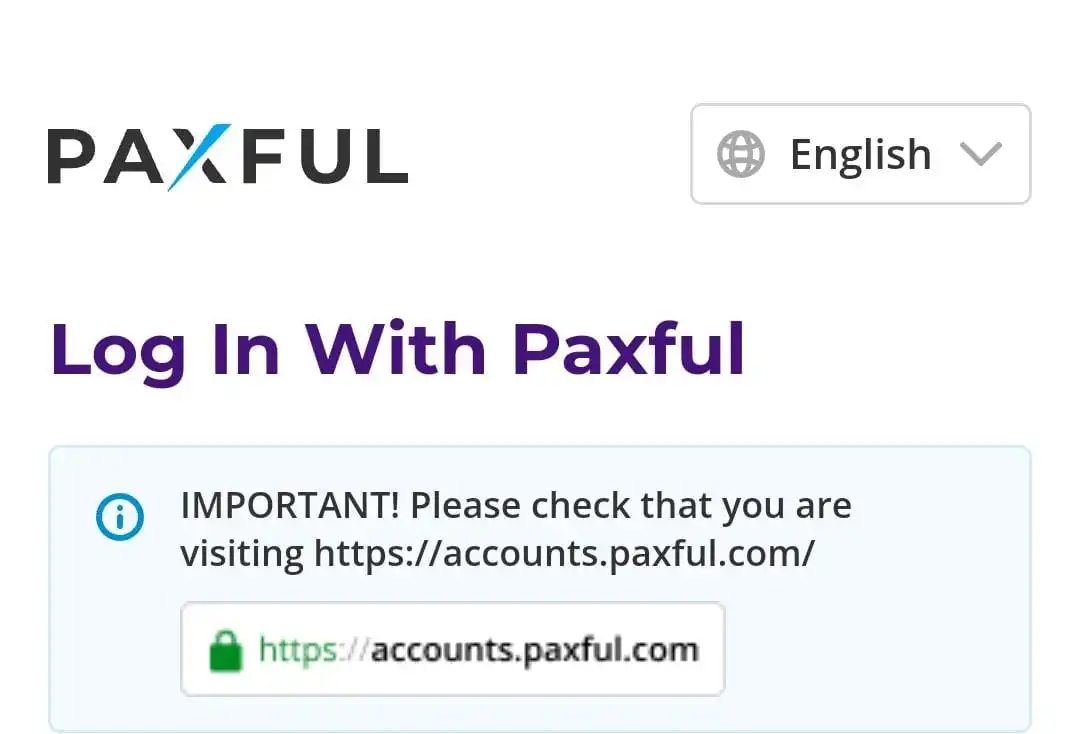 PAXFUL
English
Log In With Paxful
IMPORTANT! Please check that you are
visiting https://accounts.paxful.com/
https://accounts.paxful.com